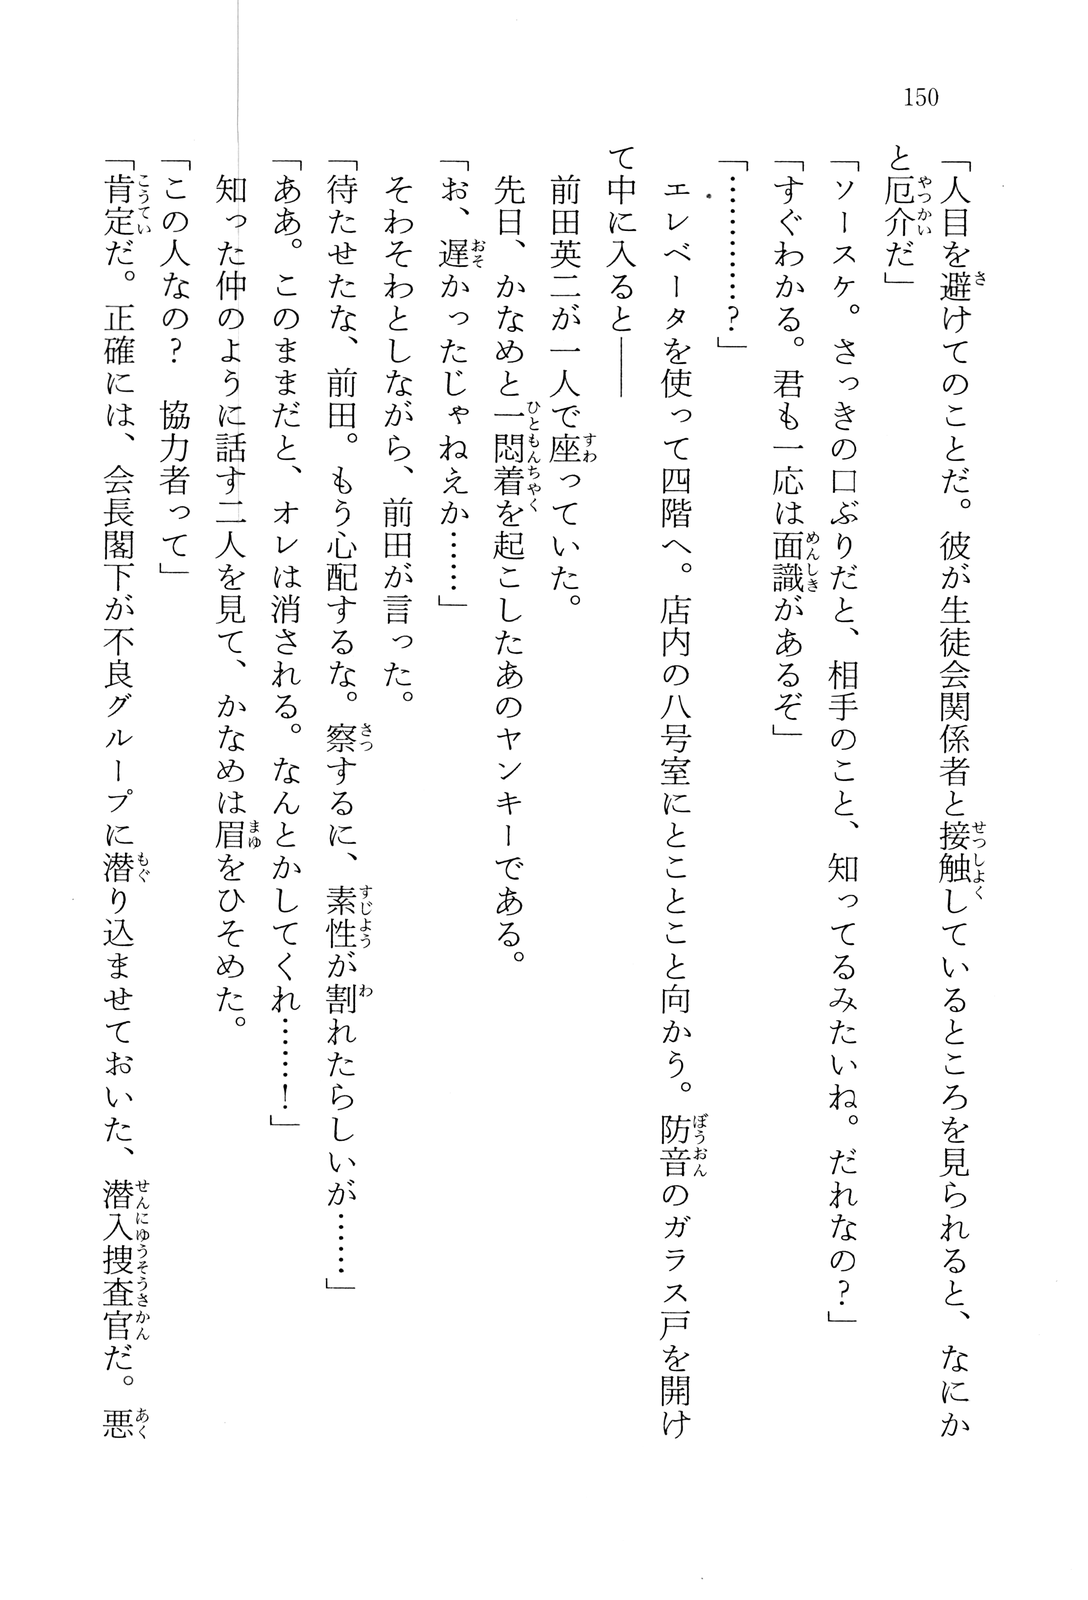 150
「人目を避けてのことだ。彼が生徒会関係者と接触しているところを見られると、なにか
と厄介だ」
「ソースケ。さっきの口ぶりだと、相手のこと、知ってるみたいね。だれなの？」
「すぐわかる。君も一応は面識があるぞ」
「…………？」
　エレベータを使って四階へ。店内の八号室にとことこと向かう。防音のガラス戸を開け
て中に入ると――
　前田英二が一人で座っていた。
　先日、かなめと一悶着を起こしたあのヤンキーである。
「お、遅かったじゃねえか……」
　そわそわとしながら、前田が言った。
「待たせたな、前田。もう心配するな。察するに、素性が割れたらしいが……」
「ああ。このままだと、オレは消される。なんとかしてくれ……！」
　知った仲のように話す二人を見て、かなめは眉をひそめた。
「この人なの？　協力者って」
「肯定だ。正確には、会長閣下が不良グループに潜り込ませておいた、潜入捜査官だ。悪